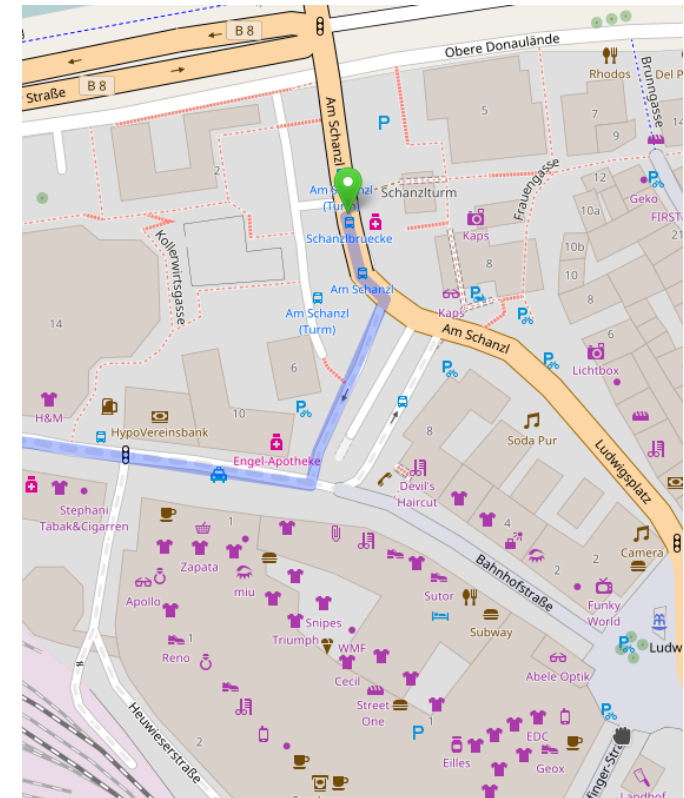 B 8
B 8
Straße
Am Schanzl
Obere Donaulände
Rhodos
Del P
Brunngasse
P
5
7
9
14
2
12
Am Schanzl
(Turm)
Schanzlturm
Frauengasse
Geko
FIRST
10a
21
Schanzlbruecke
Kaps
Kollerwirtsgasse
8
10b
10
8
Am Schanzl
Kaps
Am Schanzl
(Turm)
14
Am Schanzl
6
6
Lichtbox
H&M
10
HypoVereinsbank
Engel-Apotheke
8
Soda Pur
Ludwigsplatz
Devil's
Haircut
Stephani
Tabak&Cigarren
1
4
2
2
Camera
Zapata
Bahnhofstraße
Apollo
miu
Sutor
Funky
World
Snipes
Triumph
WMF
Subway
Ludw
Reno
1
Cecil
Abele Optik
Street
One
1
P
Heuwieserstraße
2
EDC
Eilles
Geox
finger-Str
Landhof